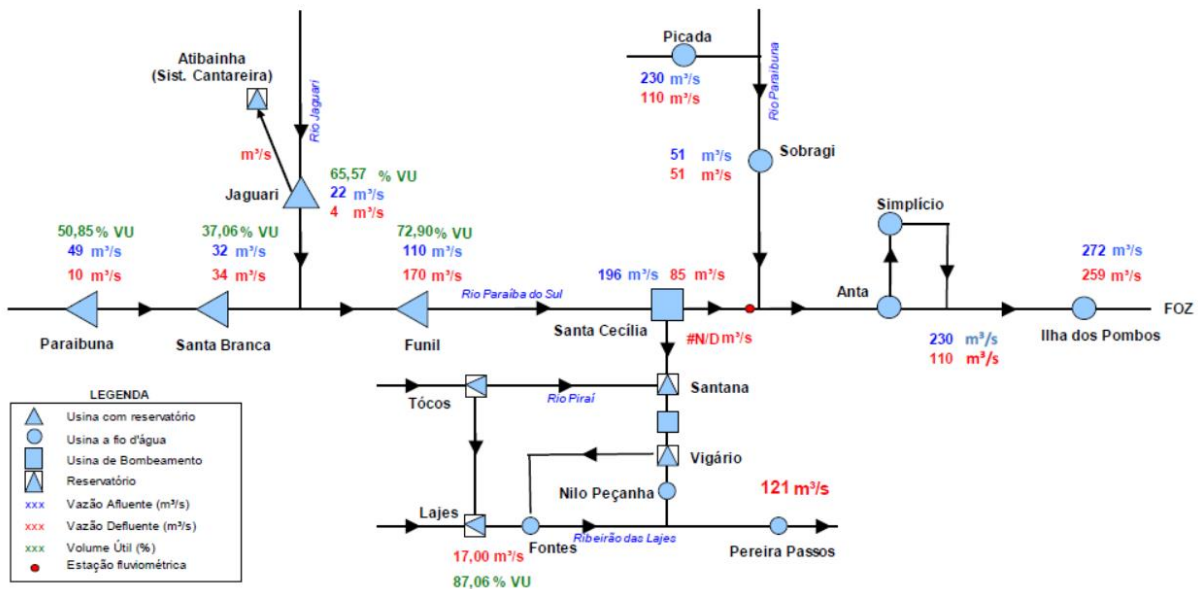 Picada
230 m³/s
110 m³/s
Rio Paraibuna
Atibainha
(Sist. Cantareira)
Rio Jaguari
m³/s
Jaguari
65,57 % VU
22 m³/s
4 m³/s
51 m³/s
51 m³/s
Sobragi
Simplício
50,85% VU
49 m³/s
10 m³/s
37,06% VU
32 m³/s
34 m³/s
72,90% VU
110 m³/s
170 m³/s
Rio Paraíba do Sul
196 m³/s 85 m³/s
272 m³/s
259 m³/s
Anta
FOZ
Paraibuna
Santa Branca
Funil
Santa Cecília
#N/D m³/s
230 m³/s
110 m³/s
Ilha dos Pombos
Tócos
Rio Piraí
Santana
Vigário
Nilo Peçanha
121 m³/s
Lajes
Fontes
Ribeirão das Lajes
Pereira Passos
17,00 m³/s
87,06 % VU
LEGENDA
Usina com reservatório
Usina a fio d'água
Usina de Bombeamento
Reservatório
xxx Vazão Afluente (m³/s)
xxx Vazão Defluente (m³/s)
xxx Volume Útil (%)
Estação fluviométrica